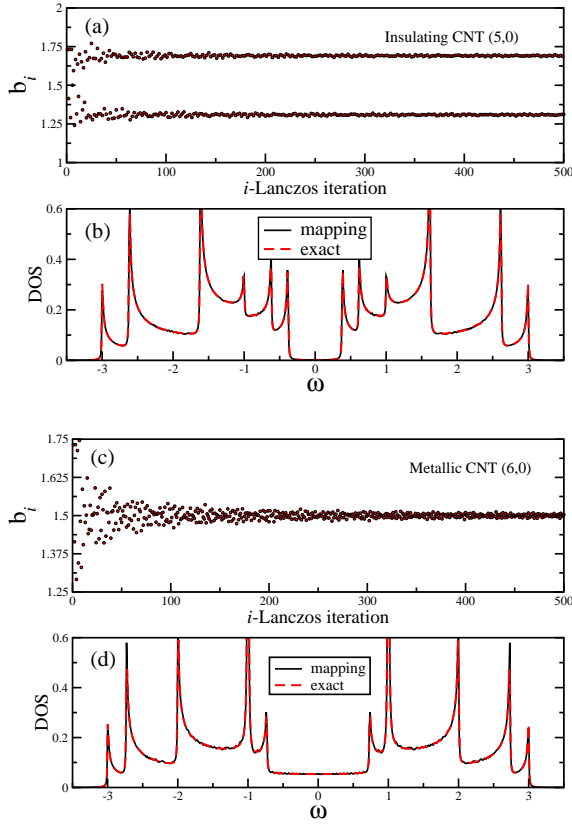 (a)
Insulating CNT (5,0)
2
1.75
1.5
1.25
1
b_i
0 100 200 300 400 500
i-Lanczos iteration
(b)
mapping
exact
0.6
0.4
0.2
0
DOS
-3 -2 -1 0 1 2 3
ω
(c)
Metallic CNT (6,0)
1.75
1.625
1.5
1.375
1.25
b_i
0 100 200 300 400 500
i-Lanczos iteration
(d)
mapping
exact
0.6
0.4
0.2
0
DOS
-3 -2 -1 0 1 2 3
ω